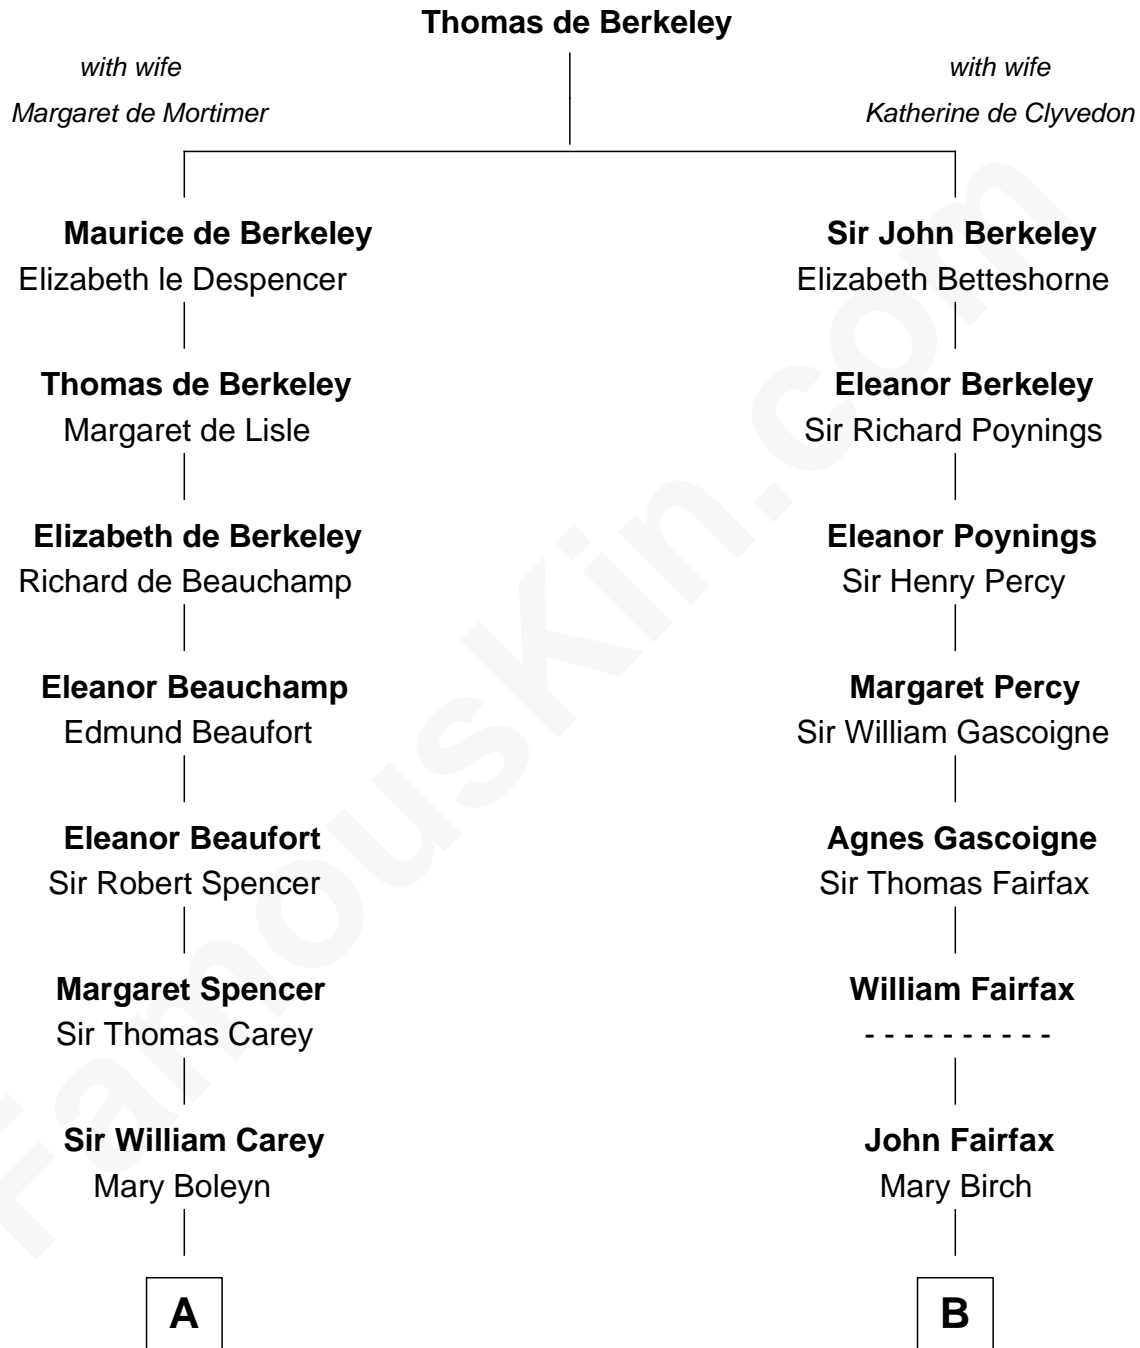 Thomas de Berkeley
with wife
Margaret de Mortimer
with wife
Katherine de Clyvedon
Maurice de Berkeley
Elizabeth le Despencer
Sir John Berkeley
Elizabeth Betteshorne
Thomas de Berkeley
Margaret de Lisle
Eleanor Berkeley
Sir Richard Poynings
Elizabeth de Berkeley
Richard de Beauchamp
Eleanor Poynings
Sir Henry Percy
Eleanor Beauchamp
Edmund Beaufort
Margaret Percy
Sir William Gascoigne
Eleanor Beaufort
Sir Robert Spencer
Agnes Gascoigne
Sir Thomas Fairfax
Margaret Spencer
Sir Thomas Carey
William Fairfax
- - - - - - - - - -
Sir William Carey
Mary Boleyn
John Fairfax
Mary Birch
A
B
FamousKin.com